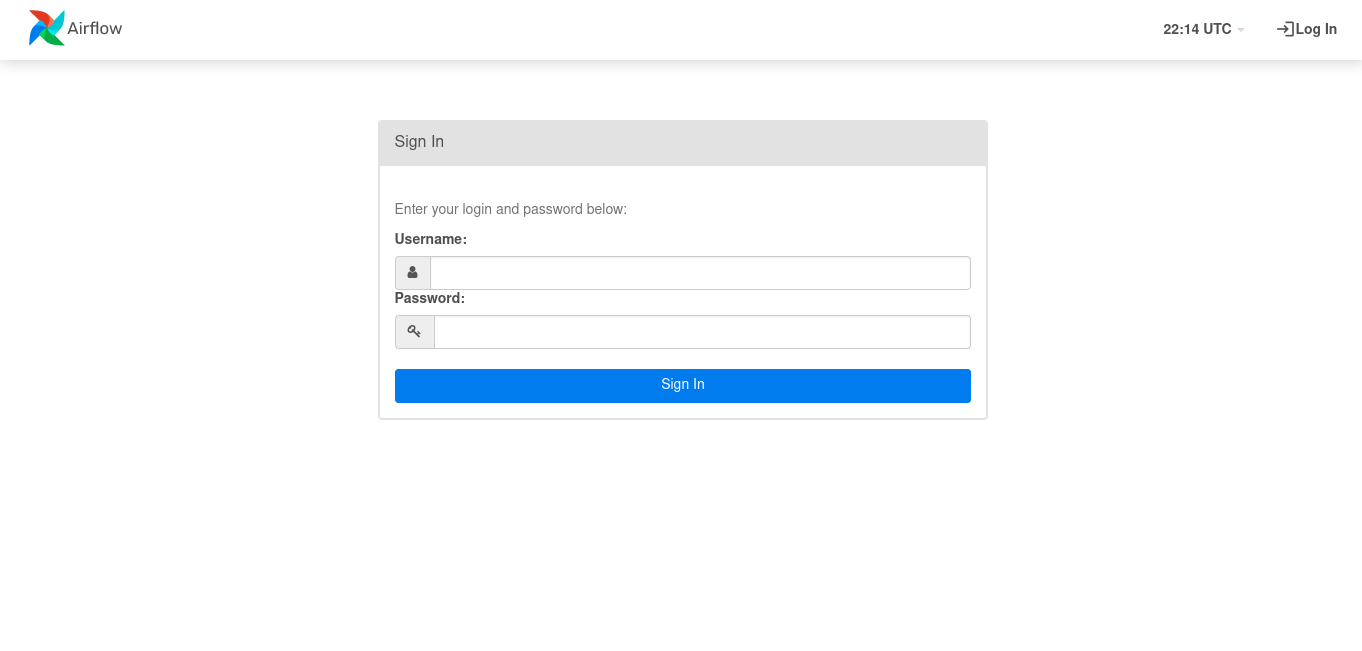 Airflow
22:14 UTC
Log In
Sign In
Enter your login and password below:
Username:
Password:
Sign In